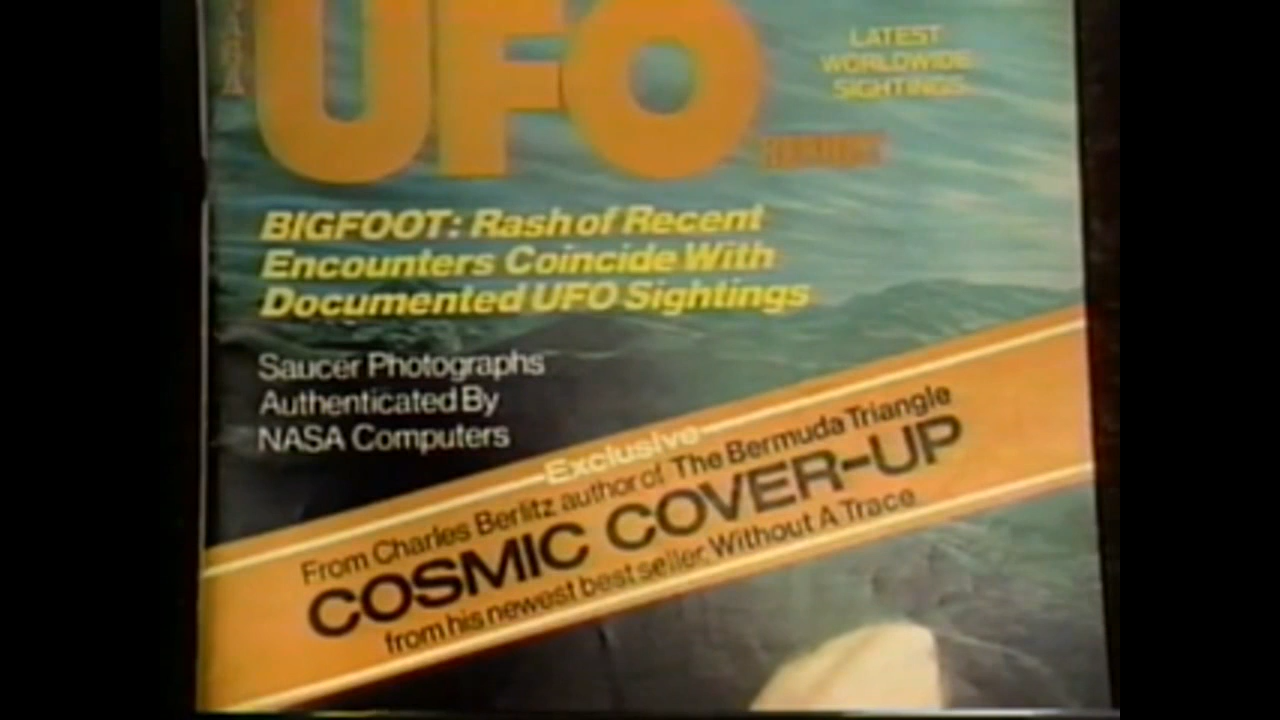 UFO
LATEST
WORLDWIDE
SIGHTINGS
REPORT
BIGFOOT: Rash of Recent
Encounters Coincide With
Documented UFO Sightings
Saucer Photographs
Authenticated By
NASA Computers
Exclusive
From Charles Berlitz author of The Bermuda Triangle
COSMIC COVER-UP
from his newest best seller, Without A Trace